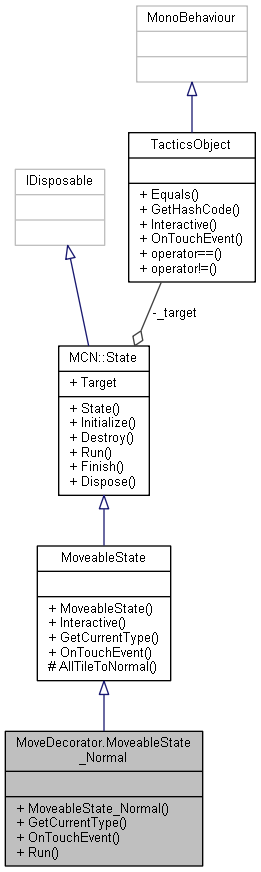 MonoBehaviour
TacticsObject
+ Equals()
+ GetHashCode()
+ Interactive()
+ OnTouchEvent()
+ operator==()
+ operator!=()
IDisposable
-_target
MCN::State
+ Target
+ State()
+ Initialize()
+ Destroy()
+ Run()
+ Finish()
+ Dispose()
MoveableState
+ MoveableState()
+ Interactive()
+ GetCurrentType()
+ OnTouchEvent()
# AllTileToNormal()
MoveDecorator.MoveableState
_Normal
+ MoveableState_Normal()
+ GetCurrentType()
+ OnTouchEvent()
+ Run()